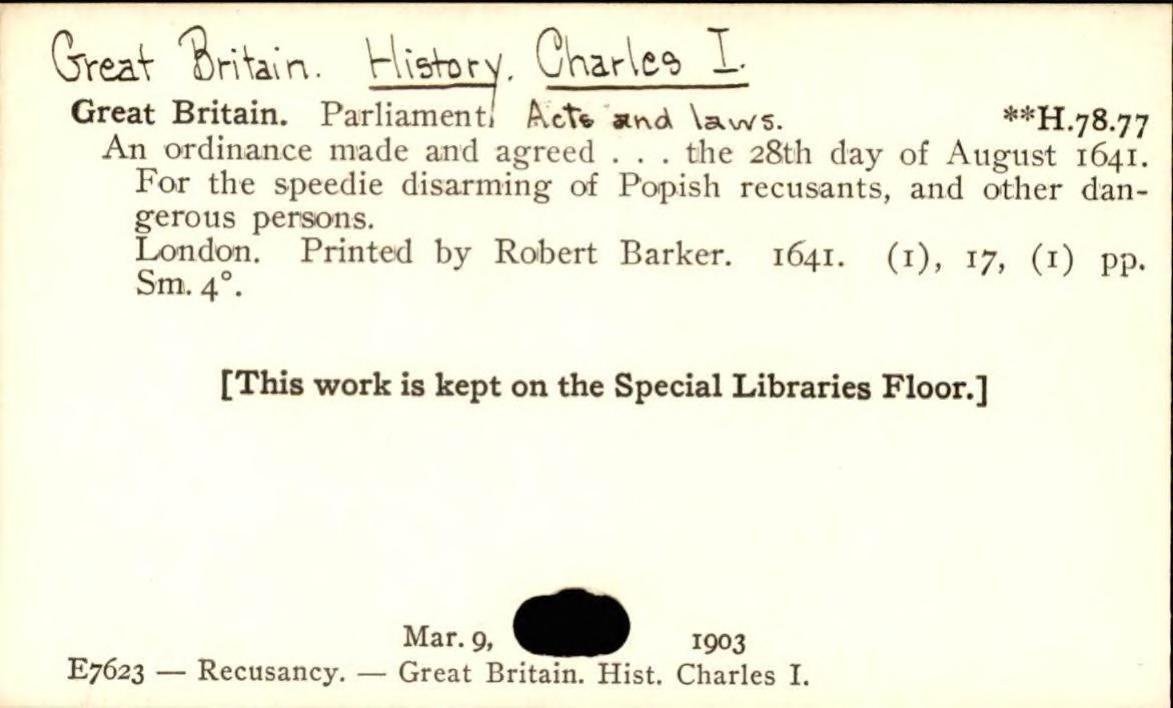 Great Britain. History. Charles I.
Great Britain. Parliament. Acts and laws. **H.78.77
An ordinance made and agreed . . . the 28th day of August 1641.
For the speedie disarming of Popish recusants, and other dan-
gerous persons.
London. Printed by Robert Barker. 1641. (1), 17, (1) pp.
Sm. 4°.
[This work is kept on the Special Libraries Floor.]
Mar. 9, 1903
E7623 — Recusancy. — Great Britain. Hist. Charles I.